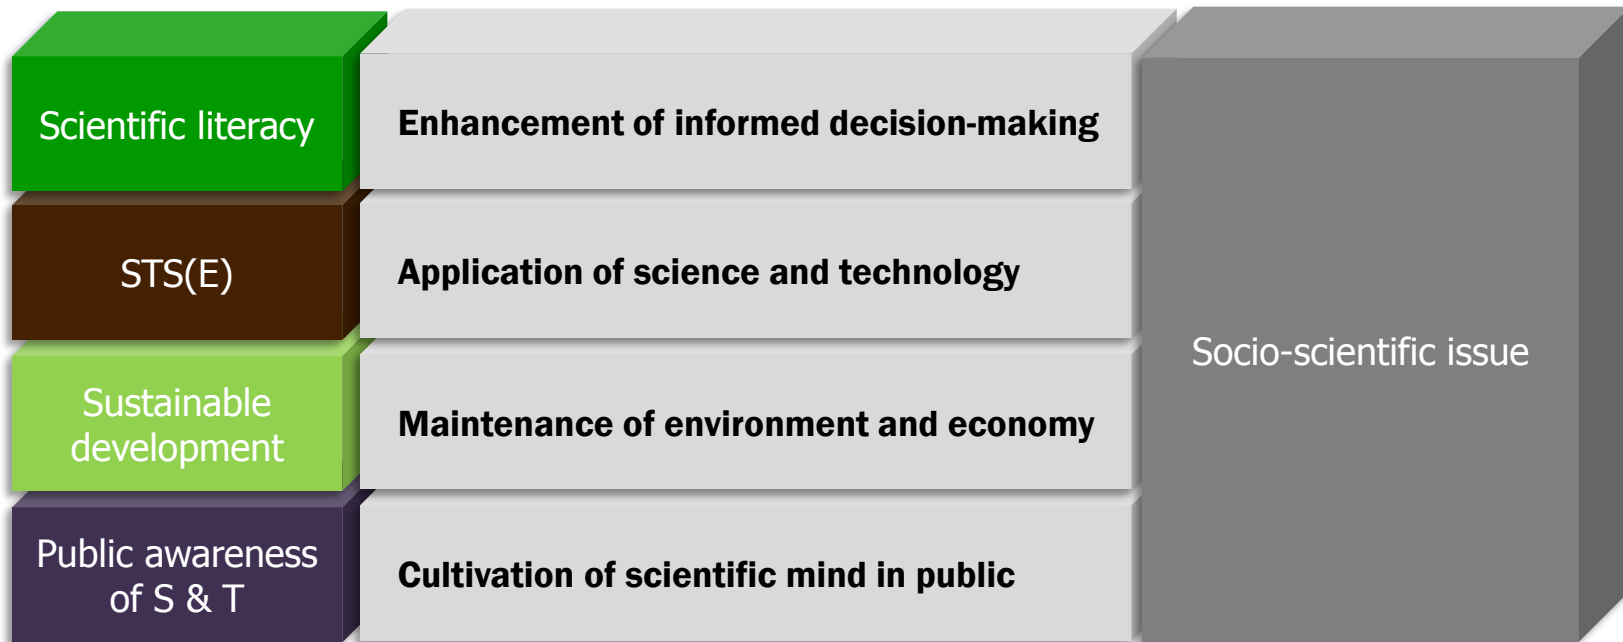 Scientific literacy
Enhancement of informed decision-making
STS(E)
Application of science and technology
Sustainable
development
Maintenance of environment and economy
Public awareness
of S & T
Cultivation of scientific mind in public
Socio-scientific issue